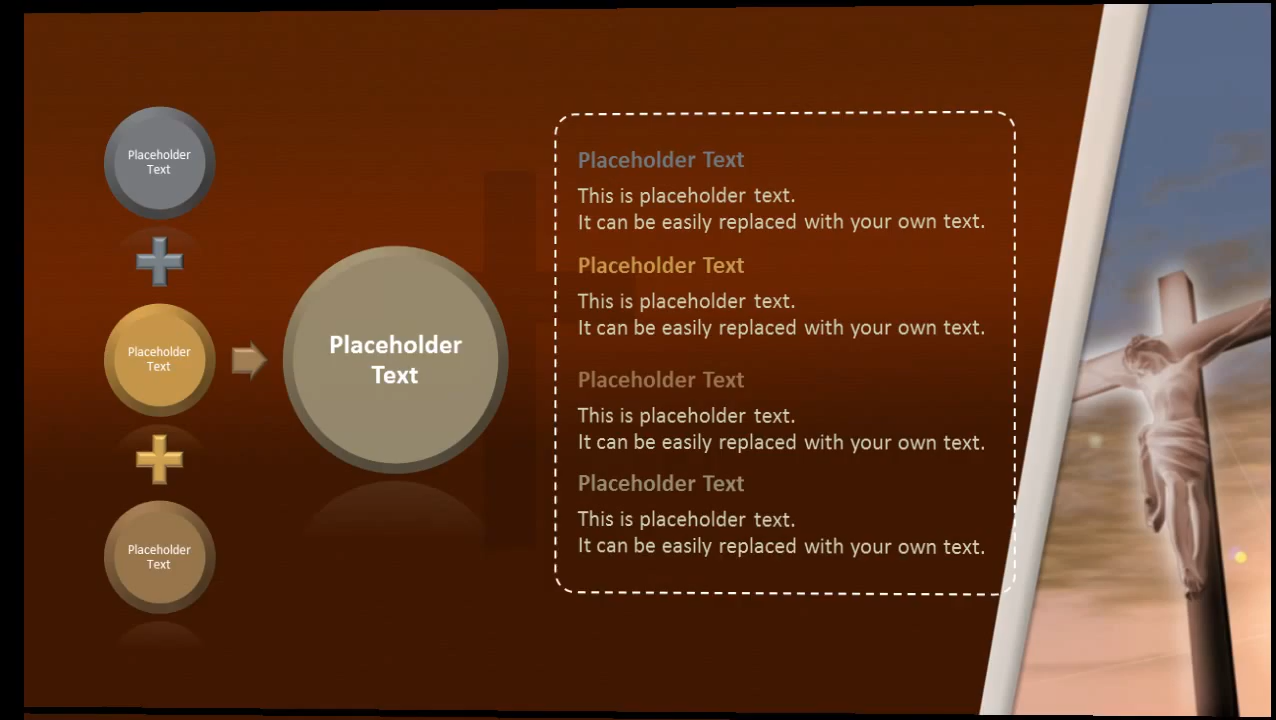 Placeholder
Text
Placeholder
Text
Placeholder
Text
Placeholder
Text
Placeholder Text
This is placeholder text.
It can be easily replaced with your own text.
Placeholder Text
This is placeholder text.
It can be easily replaced with your own text.
Placeholder Text
This is placeholder text.
It can be easily replaced with your own text.
Placeholder Text
This is placeholder text.
It can be easily replaced with your own text.